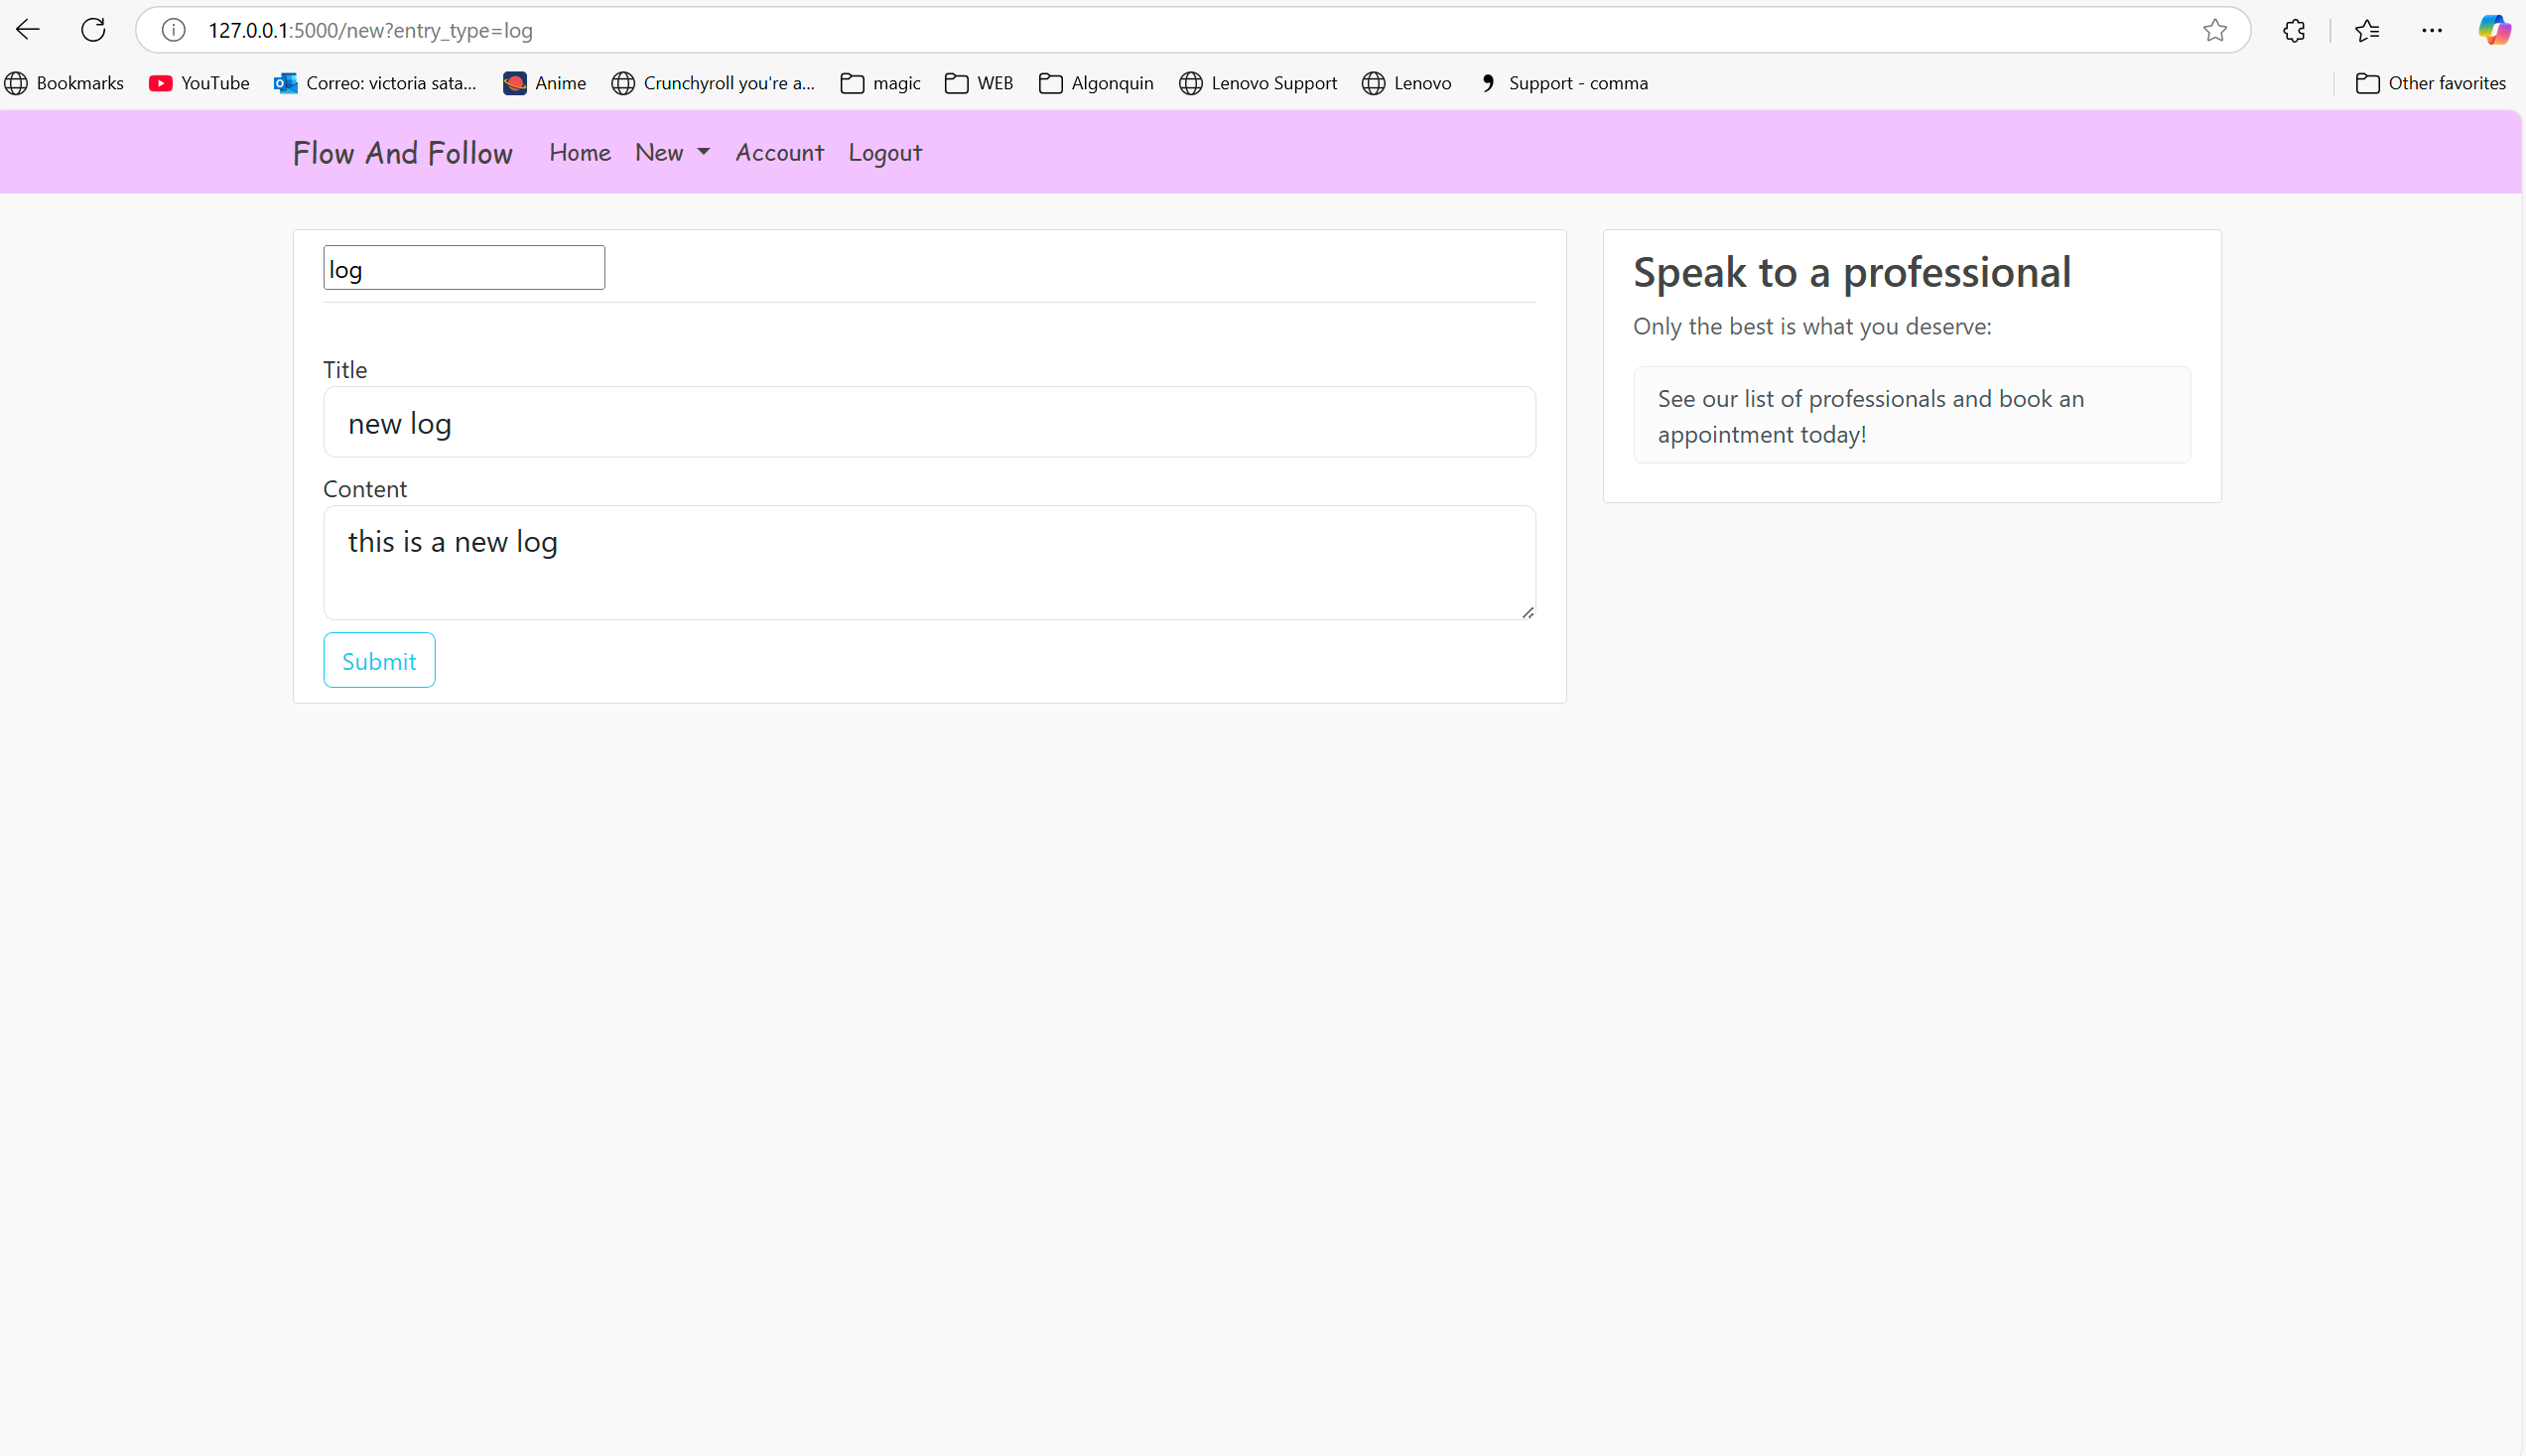 127.0.0.1:5000/new?entry_type=log
Bookmarks YouTube Correo: victoria sata... Anime Crunchyroll you're a... magic WEB Algonquin Lenovo Support Lenovo Support - comma Other favorites
Flow And Follow Home New Account Logout
log
Title
new log
Content
this is a new log
Submit
Speak to a professional
Only the best is what you deserve:
See our list of professionals and book an
appointment today!